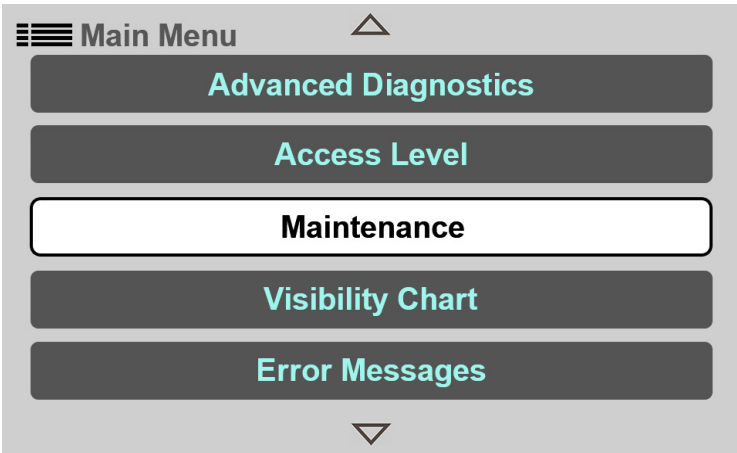 Main Menu
Advanced Diagnostics
Access Level
Maintenance
Visibility Chart
Error Messages